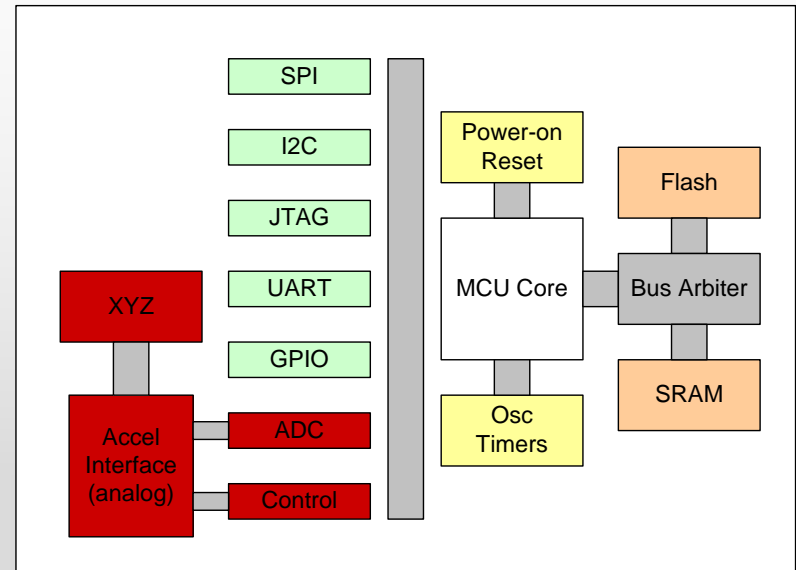 SPI
I2C
JTAG
UART
GPIO
ADC
Control
XYZ
Accel
Interface
(analog)
Power-on
Reset
MCU Core
Osc
Timers
Flash
Bus Arbiter
SRAM